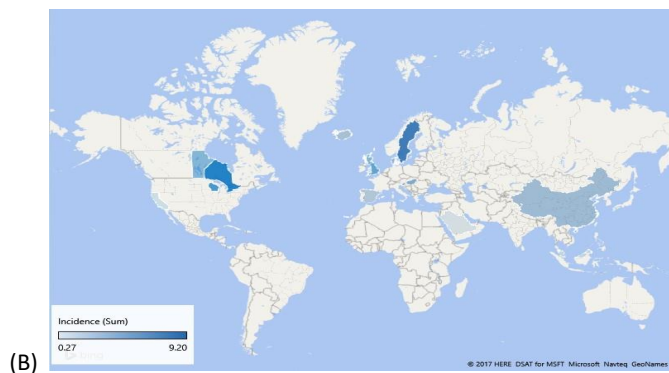 Incidence (Sum)
0.27 9.20
(B)
© 2017 HERE DSAT for MSFT Microsoft Navteq GeoNames